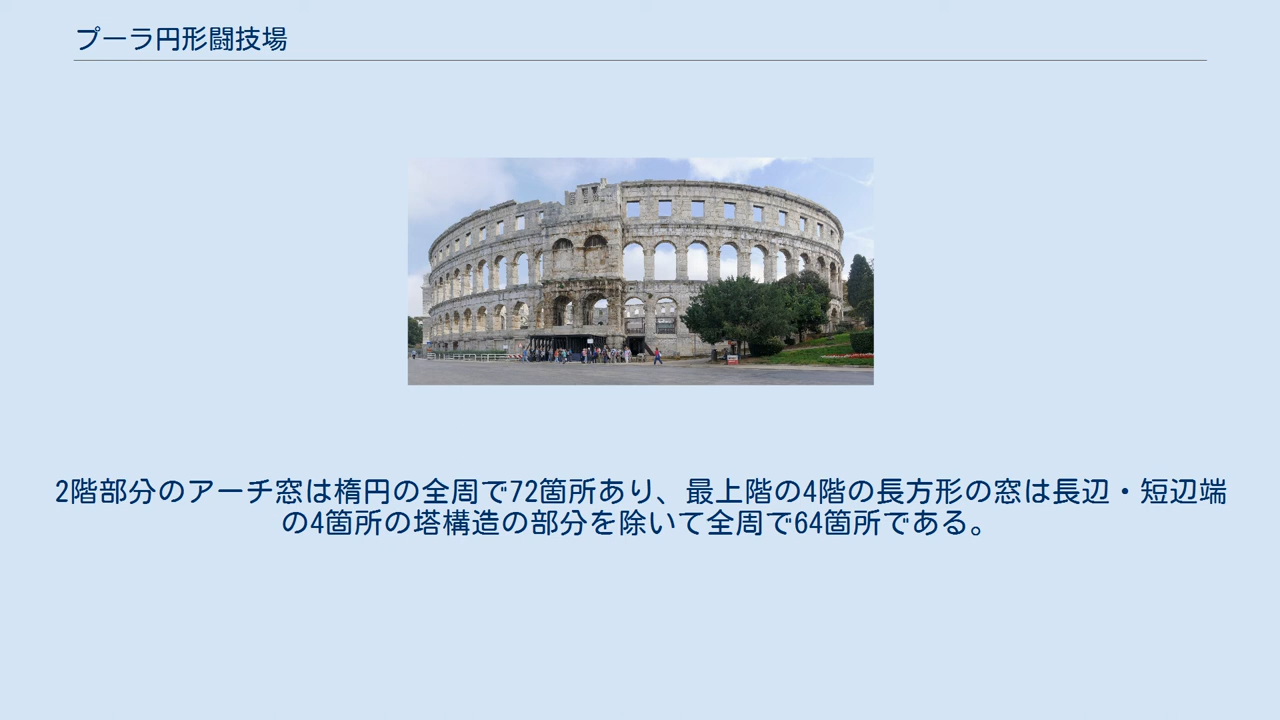 プーラ円形闘技場
2階部分のアーチ窓は楕円の全周で72箇所あり、最上階の4階の長方形の窓は長辺・短辺端
の4箇所の塔構造の部分を除いて全周で64箇所である。